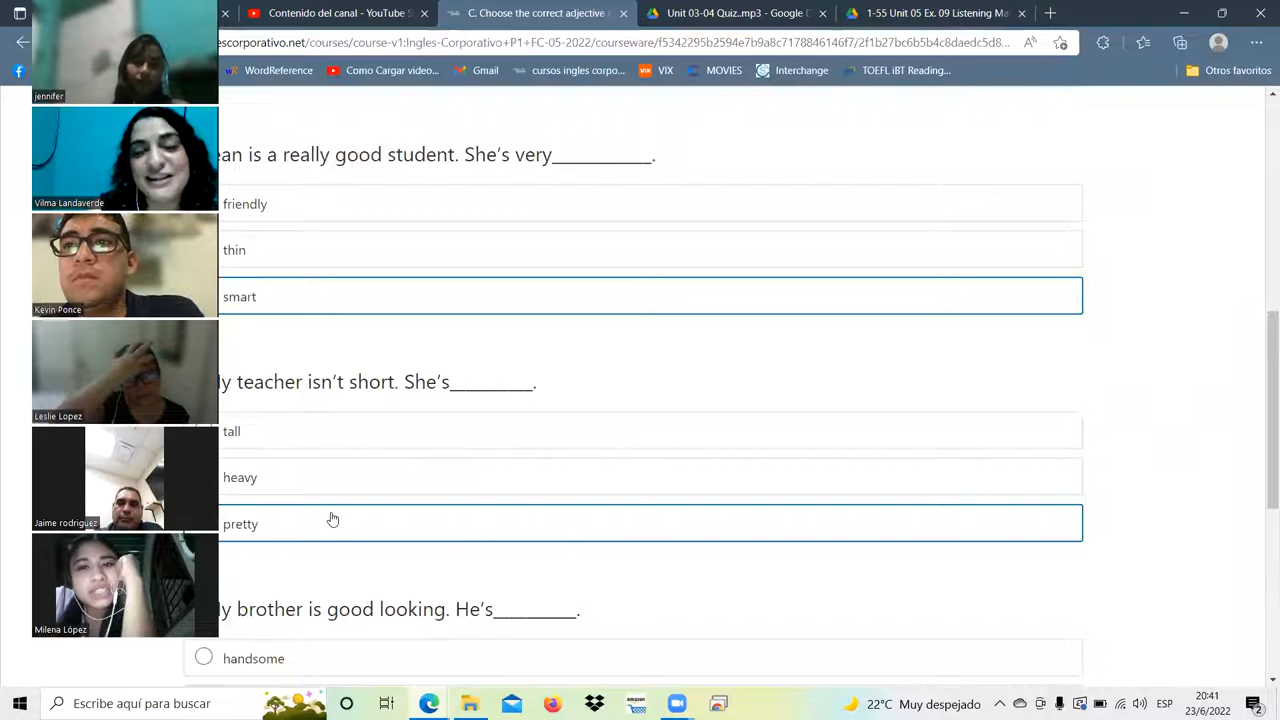 Contenido del canal - YouTube S
C. Choose the correct adjective
Unit 03-04 Quiz.mp3 - Google
1-55 Unit 05 Ex. 09 Listening Ma
escorporativo.net/courses/course-v1:Ingles-Corporativo+P1+FC-05-2022/courseware/f5342295b2594e7b9a8c7178846146f7/2f1b27bc6b5b4c8daedc5d8...
WordReference
Como Cargar video...
Gmail
cursos ingles corpo...
VIX
MOVIES
Interchange
TOEFL iBT Reading...
Otros favoritos
jennifer
ean is a really good student. She's very___________.
Vilma Landaverde
friendly
thin
smart
Kevin Ponce
y teacher isn't short. She's_________.
Leslie Lopez
tall
heavy
pretty
Jaime rodriguez
y brother is good looking. He's_________.
Milena López
handsome
Escribe aquí para buscar
amazon
22°C Muy despejado
ESP
20:41
23/6/2022
2